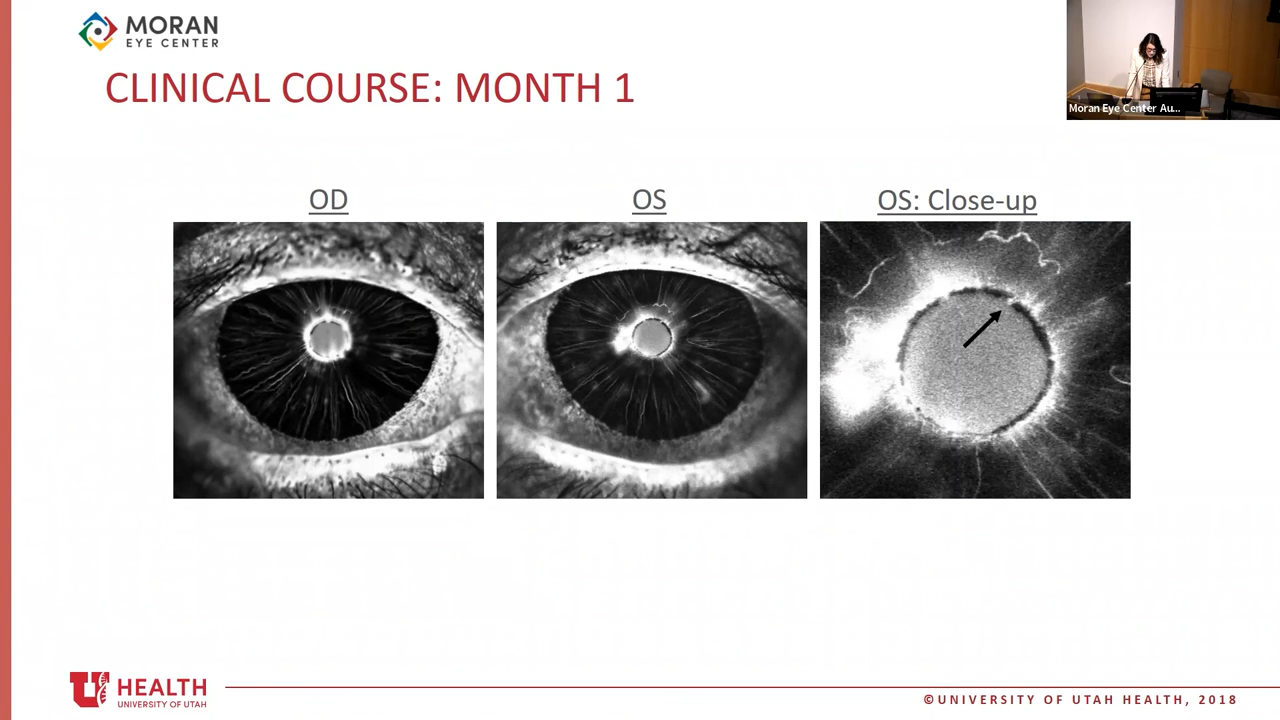 MORAN
EYE CENTER
Moran Eye Center Au...
CLINICAL COURSE: MONTH 1
OD
OS
OS: Close-up
U HEALTH
UNIVERSITY OF UTAH
©UNIVERSITY OF UTAH HEALTH, 2018